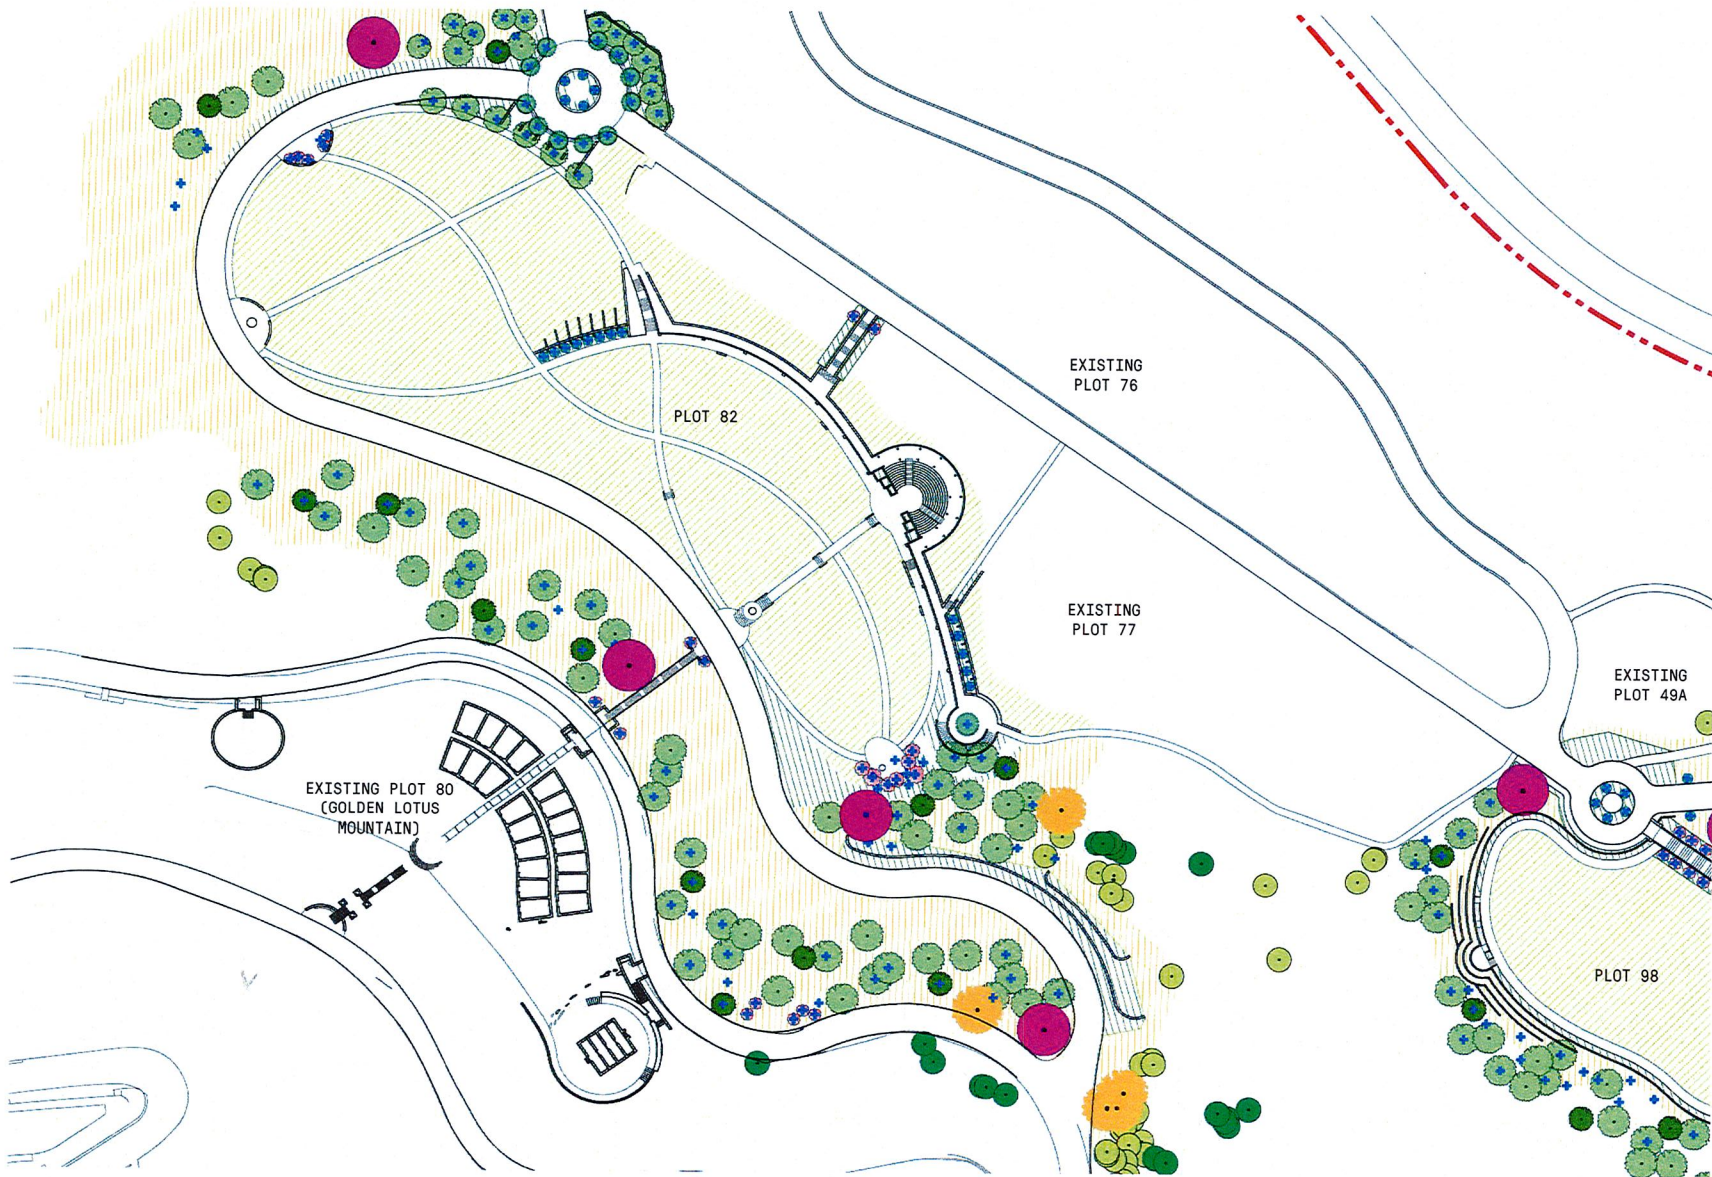 EXISTING
PLOT 76
PLOT 82
EXISTING
PLOT 77
EXISTING
PLOT 49A
EXISTING PLOT 80
(GOLDEN LOTUS
MOUNTAIN)
PLOT 98